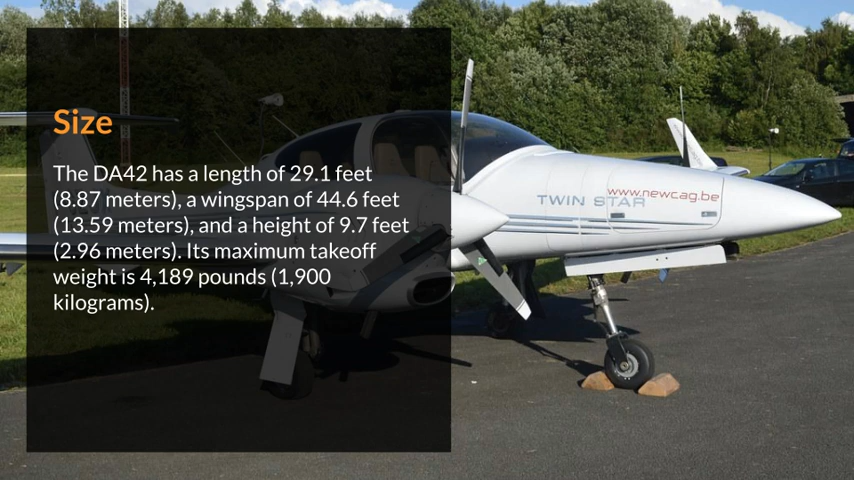 Size
The DA42 has a length of 29.1 feet
(8.87 meters), a wingspan of 44.6 feet
(13.59 meters), and a height of 9.7 feet
(2.96 meters). Its maximum takeoff
weight is 4,189 pounds (1,900
kilograms).
www.newcag.be
TWIN STAR